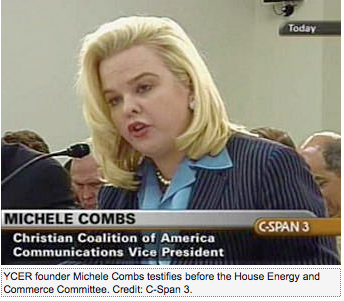 Today
MICHELE COMBS
C-SPAN 3
Christian Coalition of America
Communications Vice President
YCER founder Michele Combs testifies before the House Energy and
Commerce Committee. Credit: C-Span 3.